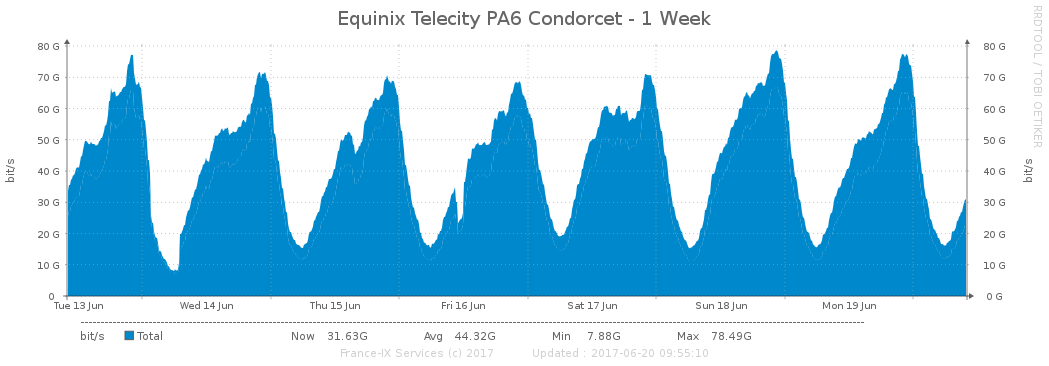 Equinix Telecity PA6 Condorcet - 1 Week
RRDTOOL / TOBI OETIKER
80 G 80 G
70 G 70 G
60 G 60 G
50 G 50 G
40 G 40 G
30 G 30 G
20 G 20 G
10 G 10 G
0 0 G
bit/s
bit/s
Tue 13 Jun Wed 14 Jun Thu 15 Jun Fri 16 Jun Sat 17 Jun Sun 18 Jun Mon 19 Jun
bit/s Total Now 31.63G Avg 44.32G Min 7.88G Max 78.49G
France-IX Services (c) 2017 Updated : 2017-06-20 09:55:10